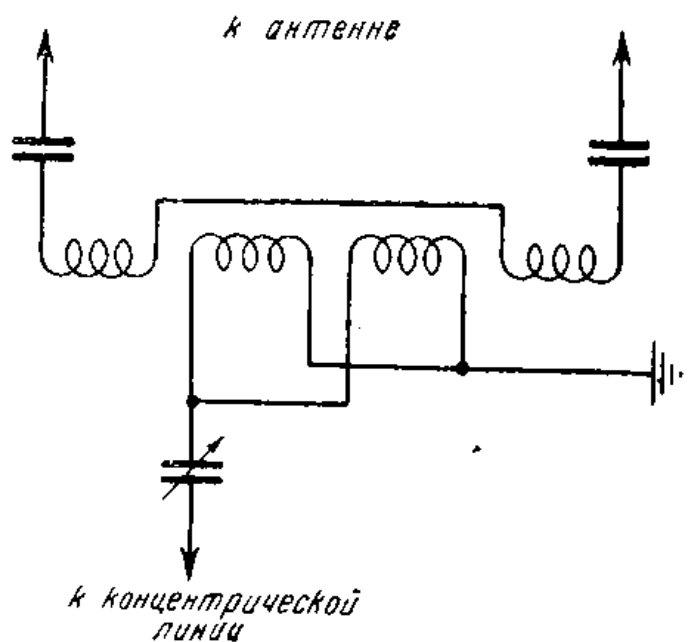 к антенне
к концентрической
линии